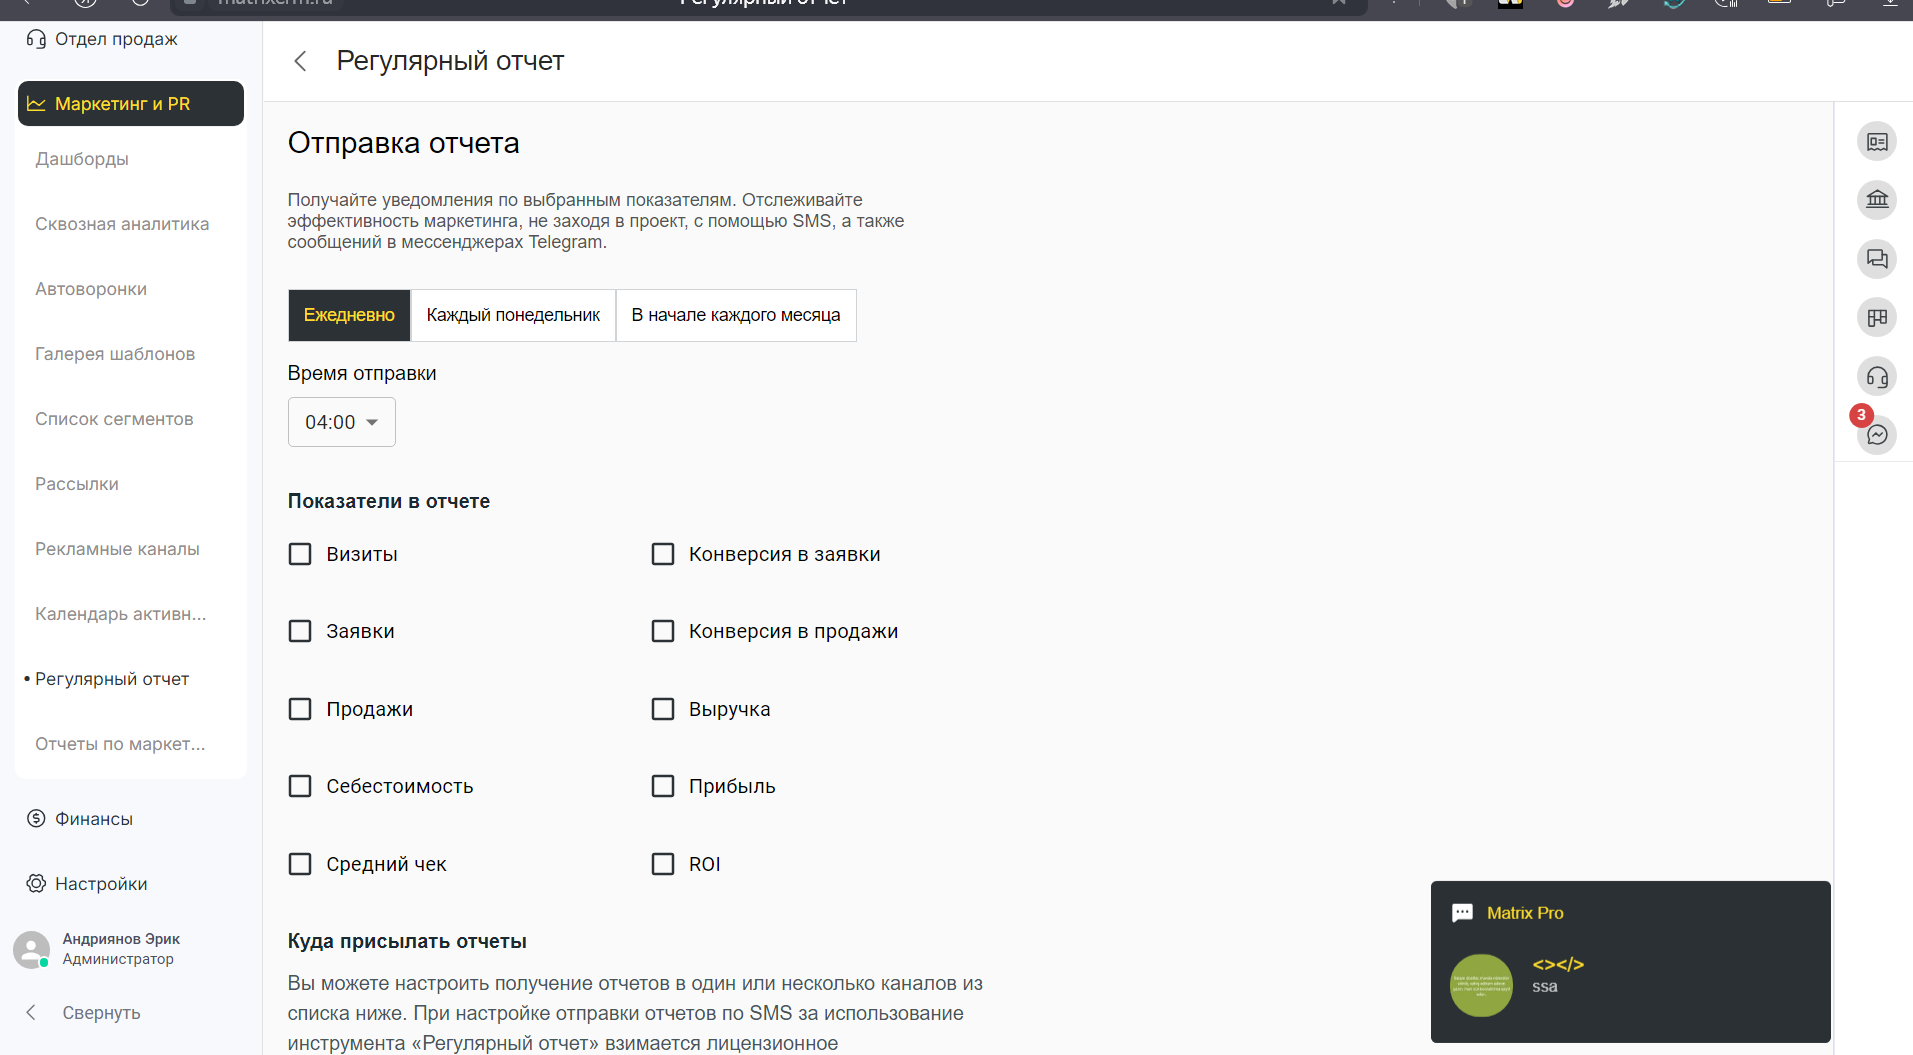 Регулярный отчет
Отдел продаж
Маркетинг и PR
Дашборды
Сквозная аналитика
Автоворонки
Галерея шаблонов
Список сегментов
Рассылки
Рекламные каналы
Календарь активн...
• Регулярный отчет
Отчеты по маркет...
Финансы
Настройки
Андриянов Эрик
Администратор
Свернуть
Регулярный отчет
Отправка отчета
Получайте уведомления по выбранным показателям. Отслеживайте
эффективность маркетинга, не заходя в проект, с помощью SMS, а также
сообщений в мессенджерах Telegram.
Ежедневно Каждый понедельник В начале каждого месяца
Время отправки
04:00
Показатели в отчете
Визиты Конверсия в заявки
Заявки Конверсия в продажи
Продажи Выручка
Себестоимость Прибыль
Средний чек ROI
Куда присылать отчеты
Вы можете настроить получение отчетов в один или несколько каналов из
списка ниже. При настройке отправки отчетов по SMS за использование
инструмента «Регулярный отчет» взимается лицензионное
3
Matrix Pro
<></>
ssa